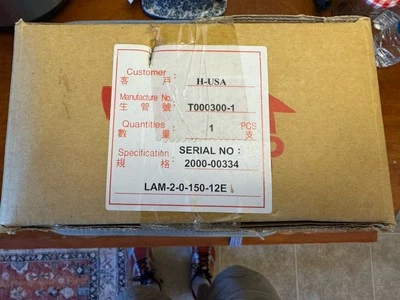 Customer : H-USA
客 戶
Manufacture No. : T000300-1
生 管 號
Quantities : 1 PCS
數 量 支
Specification : SERIAL NO :
規 格 2000-00334
LAM-2-0-150-12E